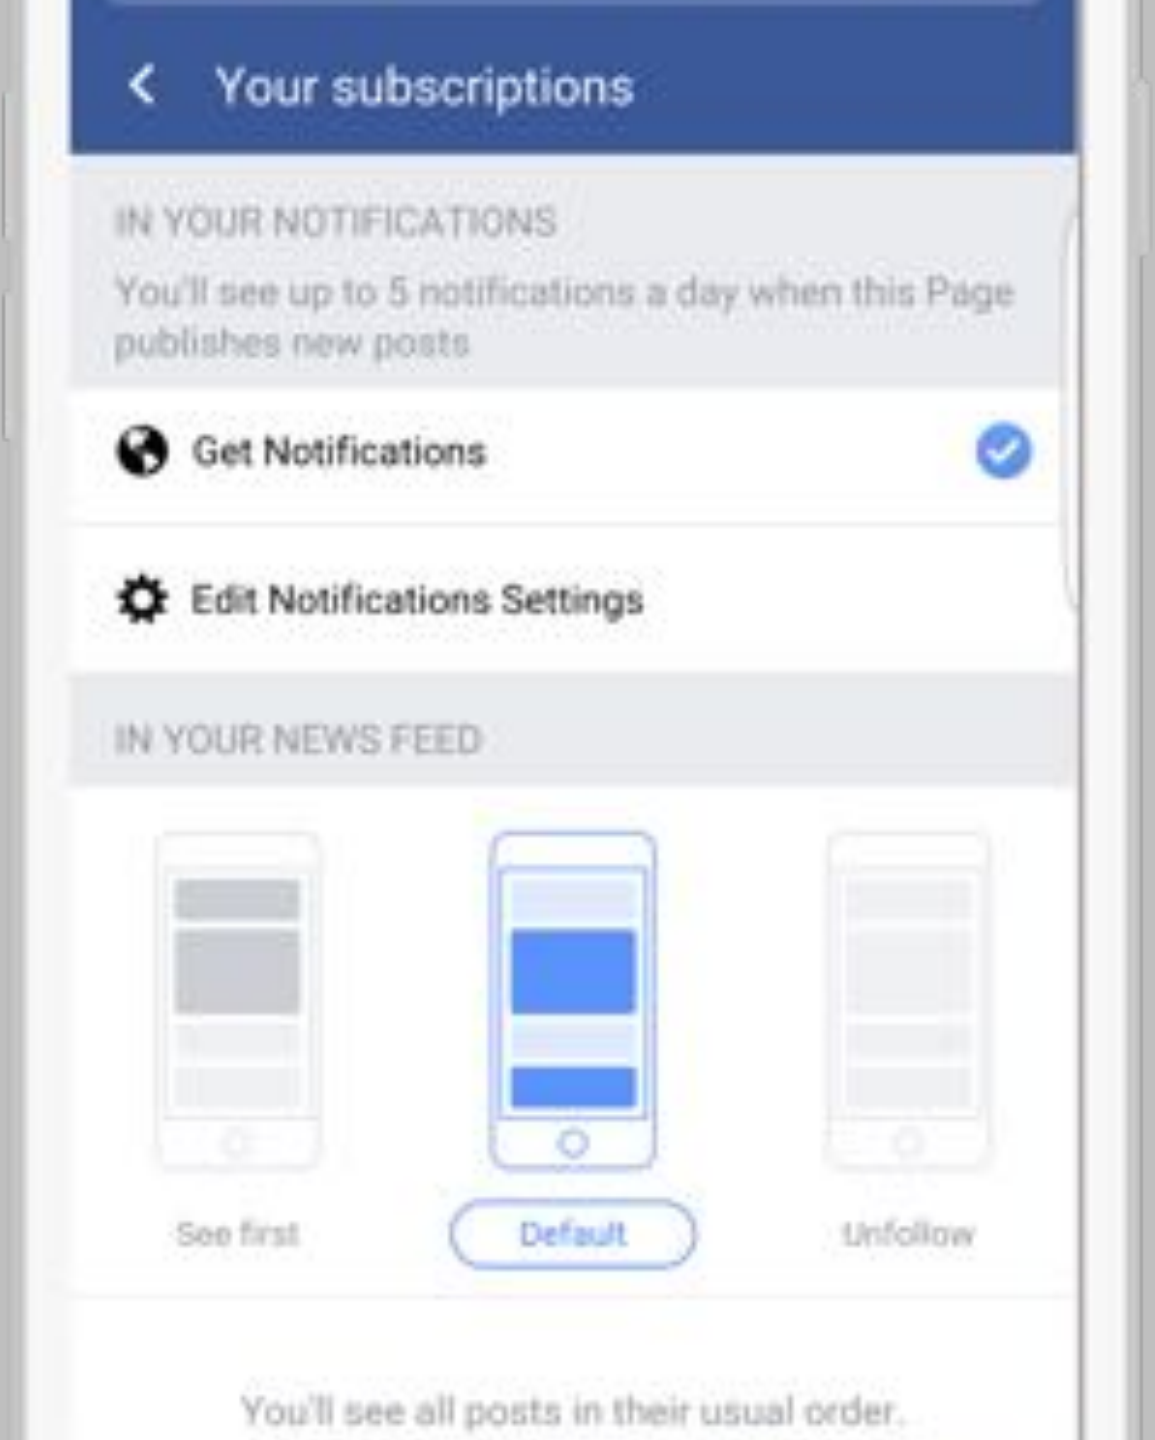 Your subscriptions
IN YOUR NOTIFICATIONS
You'll see up to 5 notifications a day when this Page
publishes new posts
Get Notifications
Edit Notifications Settings
IN YOUR NEWS FEED
See first
Default
Unfollow
You'll see all posts in their usual order.